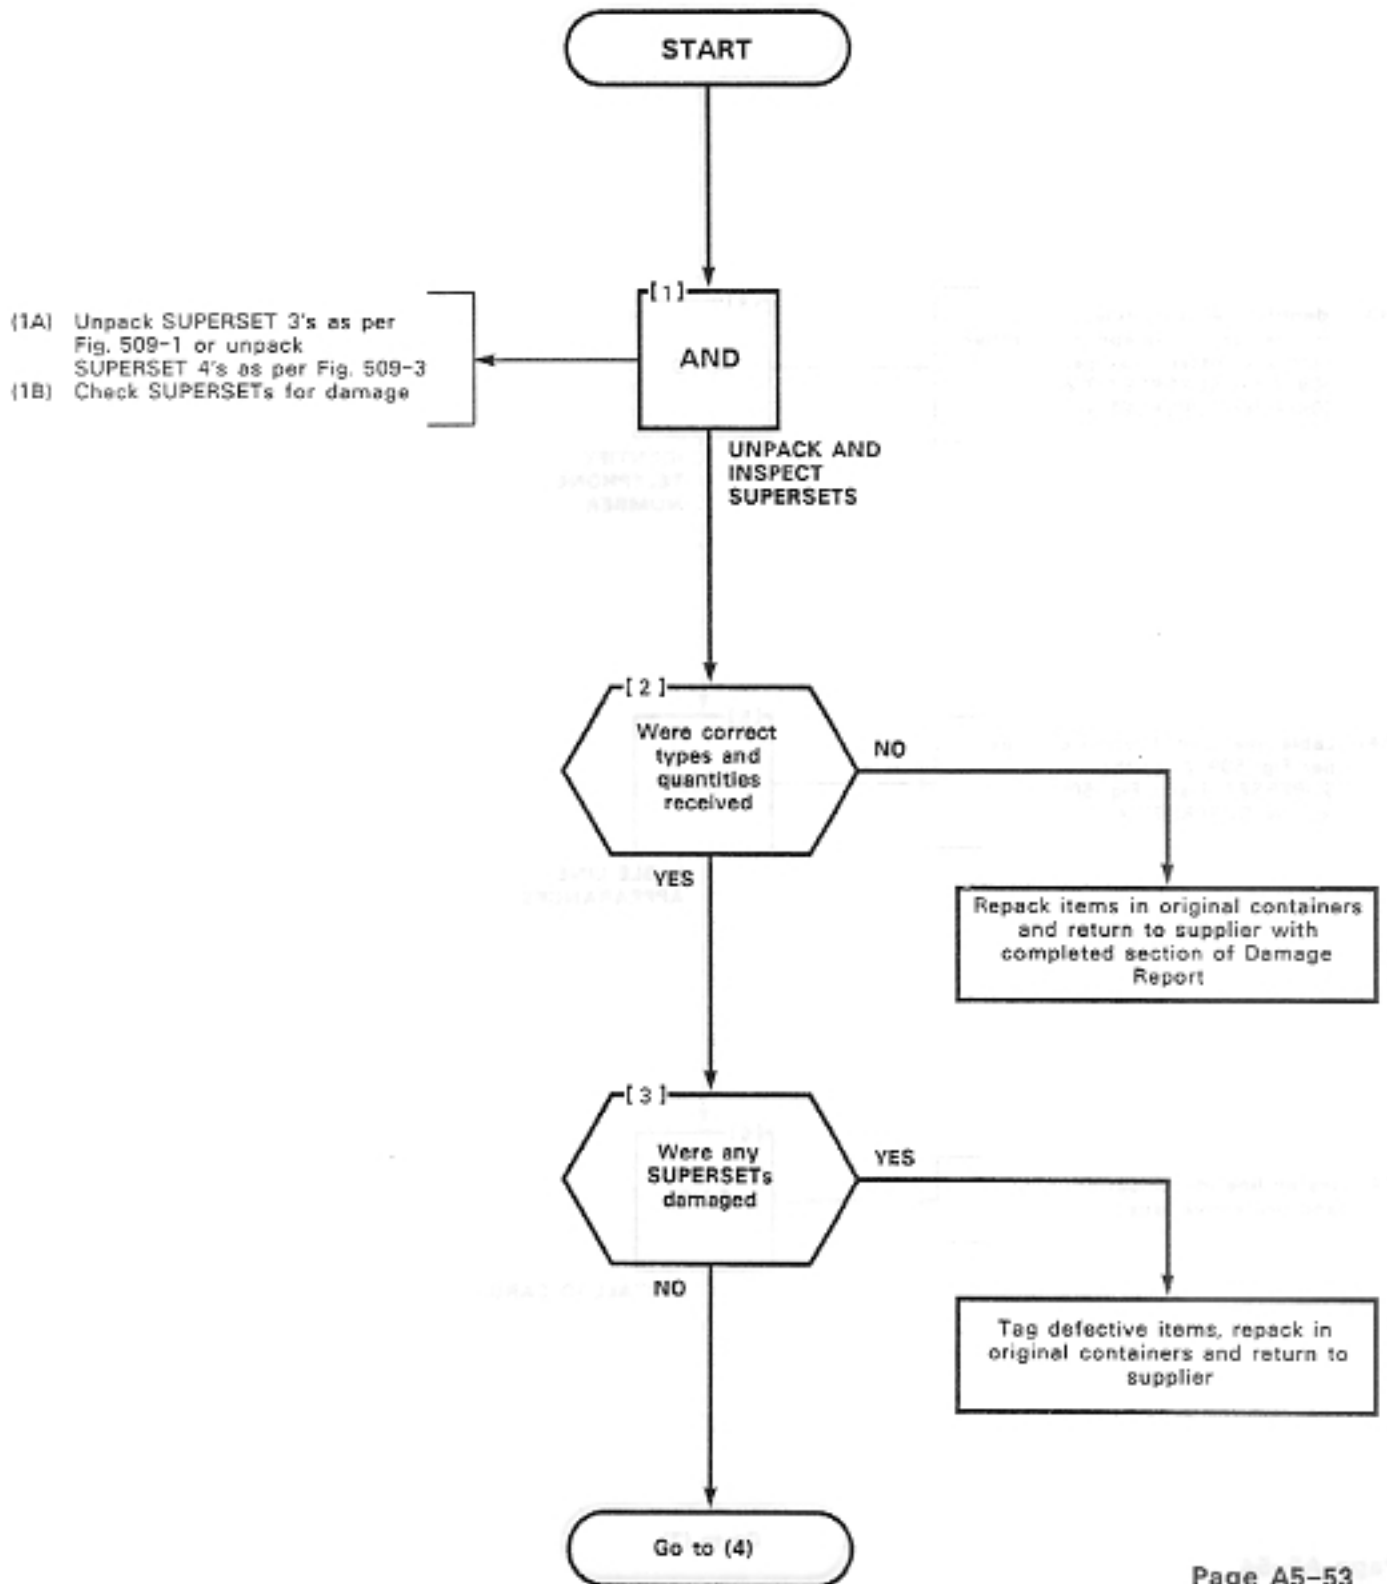 START
[1]
AND
(1A) Unpack SUPERSET 3's as per
Fig. 509-1 or unpack
SUPERSET 4's as per Fig. 509-3
(1B) Check SUPERSETs for damage
UNPACK AND
INSPECT
SUPERSETS
[2]
Were correct
types and
quantities
received
NO
YES
Repack items in original containers
and return to supplier with
completed section of Damage
Report
[3]
Were any
SUPERSETs
damaged
YES
NO
Tag defective items, repack in
original containers and return to
supplier
Go to (4)
Page A5-53